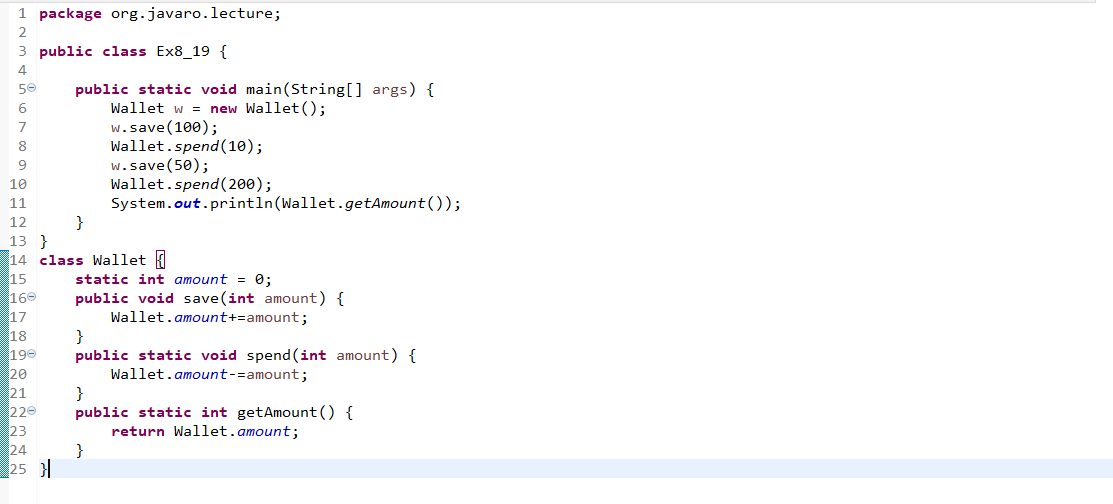 1 package org.javaro.lecture;
2
3 public class Ex8_19 {
4
5     public static void main(String[] args) {
6         Wallet w = new Wallet();
7         w.save(100);
8         Wallet.spend(10);
9         w.save(50);
10         Wallet.spend(200);
11         System.out.println(Wallet.getAmount());
12     }
13 }
14 class Wallet {
15     static int amount = 0;
16     public void save(int amount) {
17         Wallet.amount+=amount;
18     }
19     public static void spend(int amount) {
20         Wallet.amount-=amount;
21     }
22     public static int getAmount() {
23         return Wallet.amount;
24     }
25 }